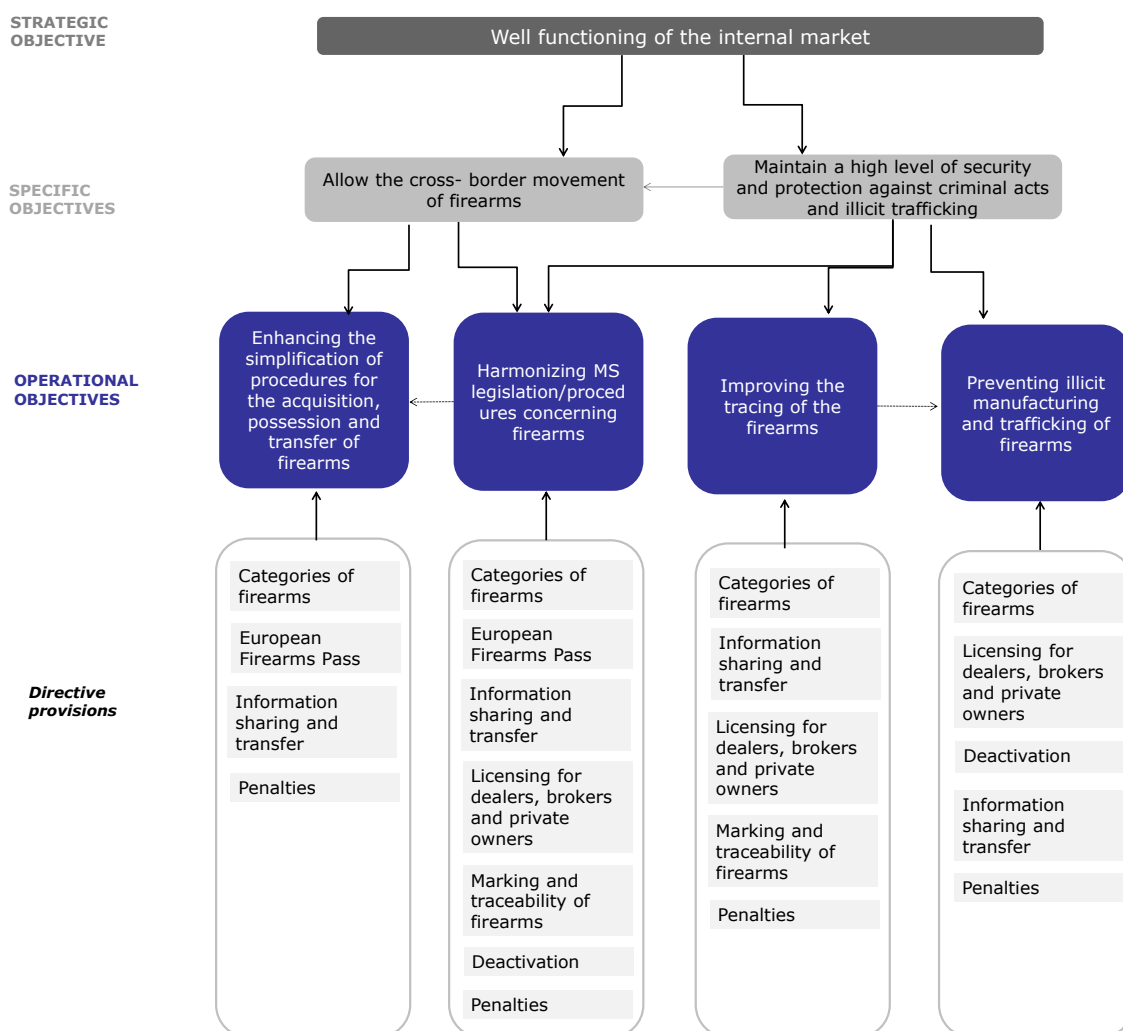 STRATEGIC
OBJECTIVE
Well functioning of the internal market
SPECIFIC
OBJECTIVES
Allow the cross- border movement
of firearms
Maintain a high level of security
and protection against criminal acts
and illicit trafficking
OPERATIONAL
OBJECTIVES
Enhancing the
simplification of
procedures for
the acquisition,
possession and
transfer of
firearms
Harmonizing MS
legislation/proced
ures concerning
firearms
Improving the
tracing of the
firearms
Preventing illicit
manufacturing
and trafficking of
firearms
Directive
provisions
Categories of
firearms
European
Firearms Pass
Information
sharing and
transfer
Penalties
Categories of
firearms
European
Firearms Pass
Information
sharing and
transfer
Licensing for
dealers, brokers
and private
owners
Marking and
traceability of
firearms
Deactivation
Penalties
Categories of
firearms
Information
sharing and
transfer
Licensing for
dealers, brokers
and private
owners
Marking and
traceability of
firearms
Penalties
Categories of
firearms
Licensing for
dealers, brokers
and private
owners
Deactivation
Information
sharing and
transfer
Penalties